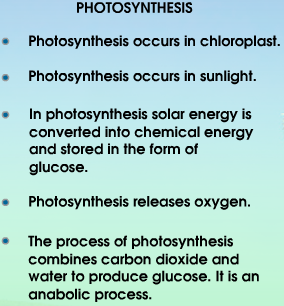 PHOTOSYNTHESIS
Photosynthesis occurs in chloroplast.
Photosynthesis occurs in sunlight.
In photosynthesis solar energy is
converted into chemical energy
and stored in the form of
glucose.
Photosynthesis releases oxygen.
The process of photosynthesis
combines carbon dioxide and
water to produce glucose. It is an
anabolic process.